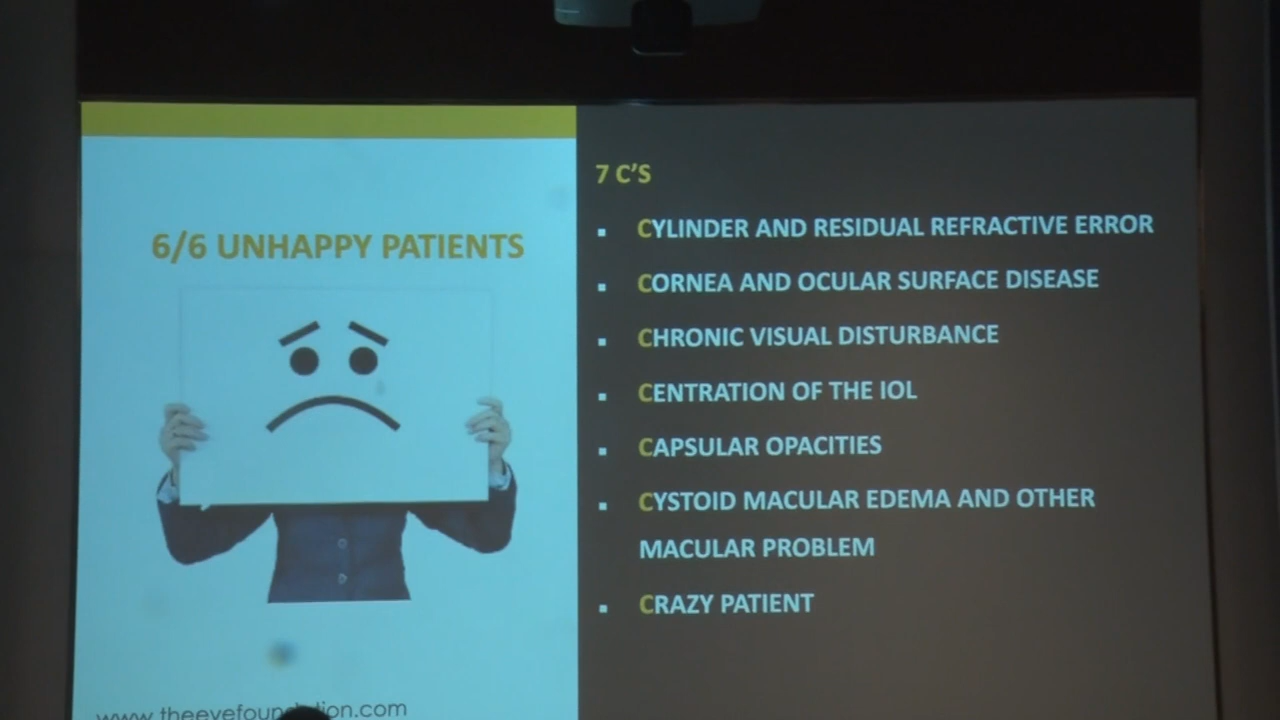 6/6 UNHAPPY PATIENTS
www.theeyefoundation.com
7 C'S
▪ CYLINDER AND RESIDUAL REFRACTIVE ERROR
▪ CORNEA AND OCULAR SURFACE DISEASE
▪ CHRONIC VISUAL DISTURBANCE
▪ CENTRATION OF THE IOL
▪ CAPSULAR OPACITIES
▪ CYSTOID MACULAR EDEMA AND OTHER
MACULAR PROBLEM
▪ CRAZY PATIENT